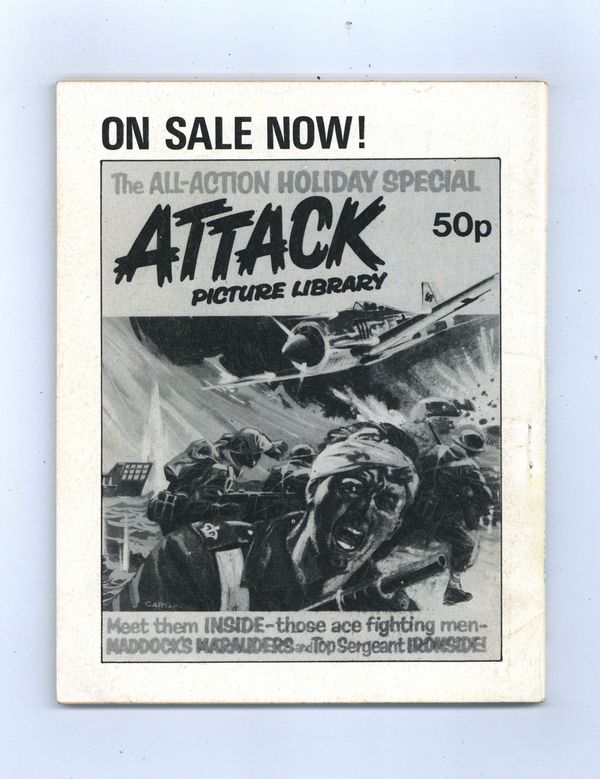 ON SALE NOW!
The ALL-ACTION HOLIDAY SPECIAL
ATTACK
50p
PICTURE LIBRARY
Meet them INSIDE-those ace fighting men-
MADDOCK'S MARAUDERS and Top Sergeant IRONSIDE!